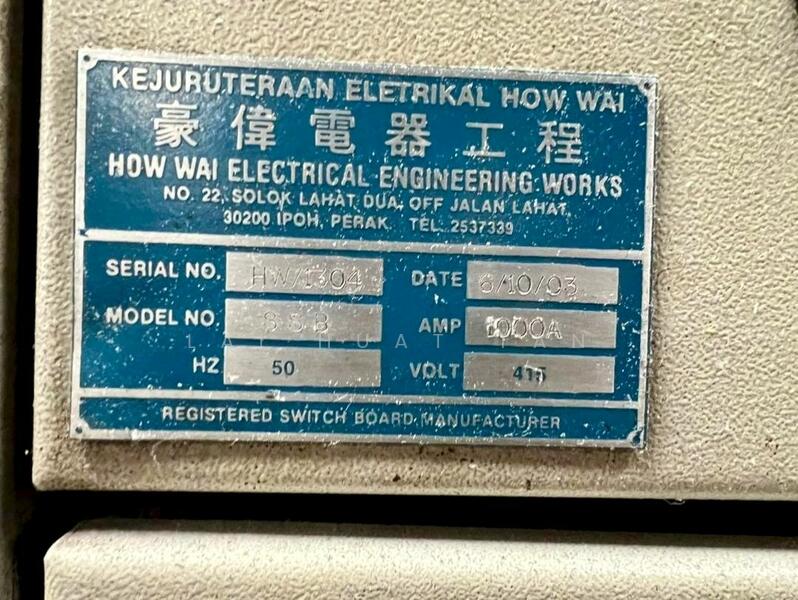 KEJURUTERAAN ELETRIKAL HOW WAI
豪偉電器工程
HOW WAI ELECTRICAL ENGINEERING WORKS
NO. 22, SOLOK LAHAT DUA, OFF JALAN LAHAT,
30200 IPOH, PERAK. TEL. 2537339
SERIAL NO. HW/1304 DATE 6/10/03
MODEL NO. SSB AMP 1000A
HZ 50 VOLT 415
REGISTERED SWITCH BOARD MANUFACTURER